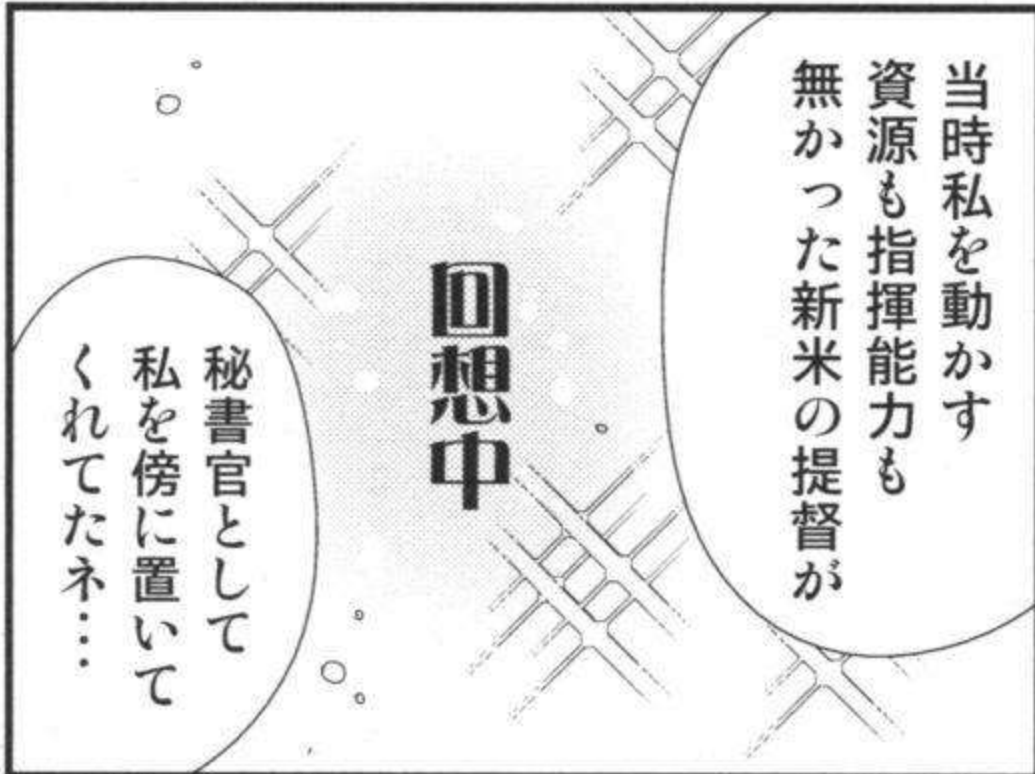 当時私を動かす
資源も指揮能力も
無かった新米の提督が
回想中
秘書官として
私を傍に置いて
くれてたネ…